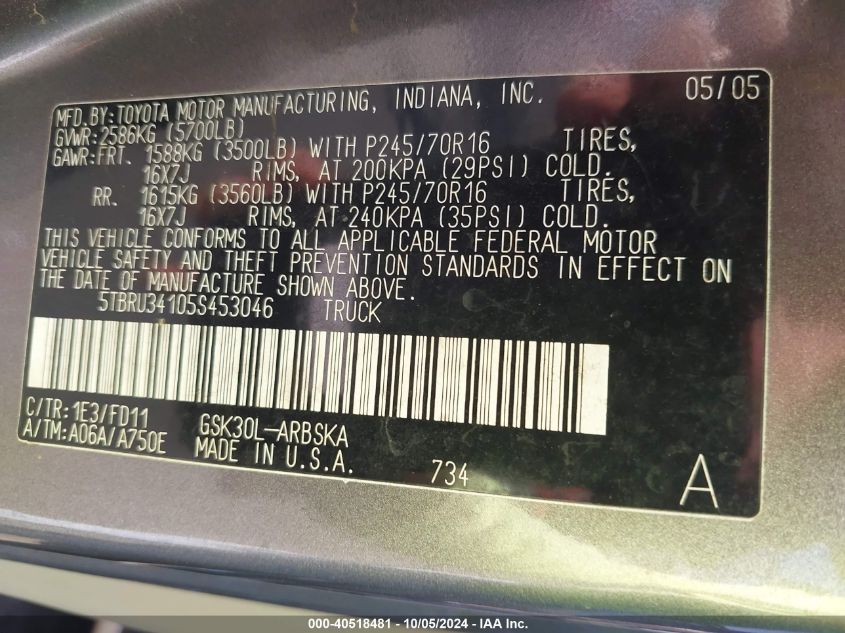 MFD. BY: TOYOTA MOTOR MANUFACTURING, INDIANA, INC. 05/05
GVWR: 2586KG (5700LB)
GAWR: FRT. 1588KG (3500LB) WITH P245/70R16 TIRES,
16X7J RIMS, AT 200KPA (29PSI) COLD.
RR. 1615KG (3560LB) WITH P245/70R16 TIRES,
16X7J RIMS, AT 240KPA (35PSI) COLD.
THIS VEHICLE CONFORMS TO ALL APPLICABLE FEDERAL MOTOR
VEHICLE SAFETY AND THEFT PREVENTION STANDARDS IN EFFECT ON
THE DATE OF MANUFACTURE SHOWN ABOVE.
5TBRU34105S453046 TRUCK
C/TR: 1E3/FD11 GSK30L-ARBSKA
A/TM: A06A/A750E MADE IN U.S.A. 734 A
000-40518481 - 10/05/2024 - IAA Inc.